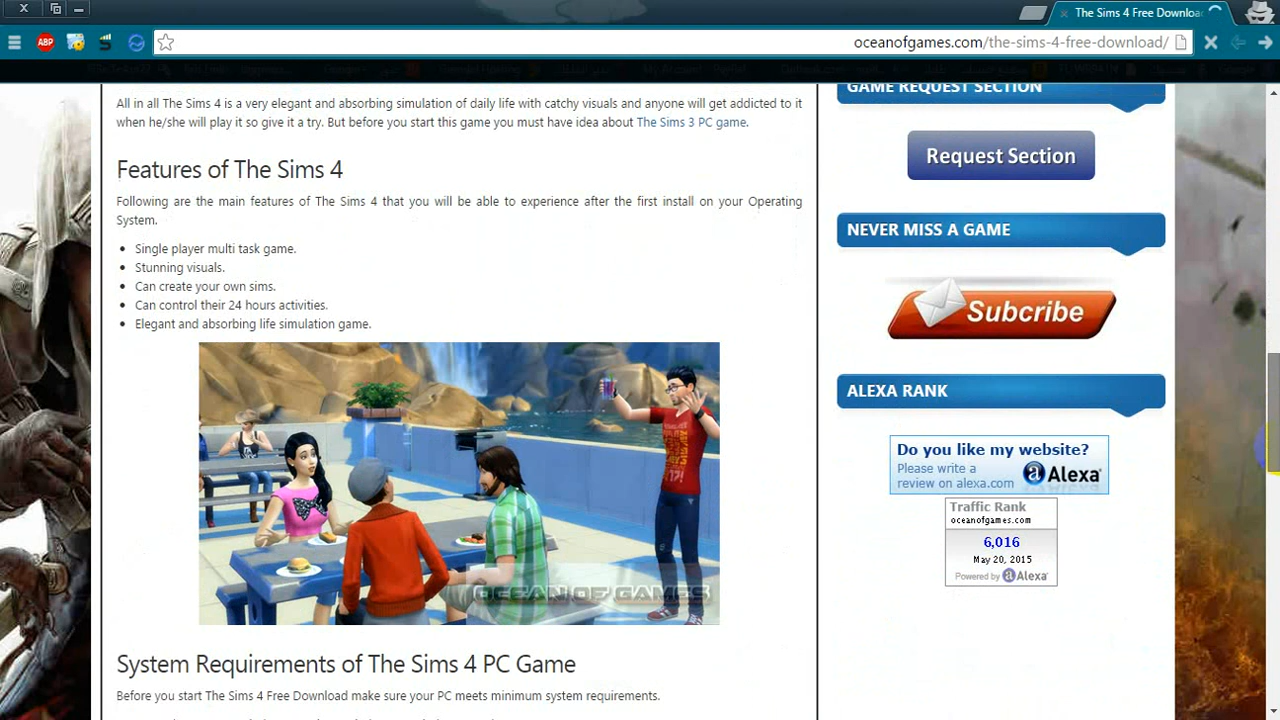 The Sims 4 Free Downloa
ABP
oceanofgames.com/the-sims-4-free-download/
All in all The Sims 4 is a very elegant and absorbing simulation of daily life with catchy visuals and anyone will get addicted to it
when he/she will play it so give it a try. But before you start this game you must have idea about The Sims 3 PC game.
Features of The Sims 4
Following are the main features of The Sims 4 that you will be able to experience after the first install on your Operating
System.
Single player multi task game.
Stunning visuals.
Can create your own sims.
Can control their 24 hours activities.
Elegant and absorbing life simulation game.
OCEAN OF GAMES
System Requirements of The Sims 4 PC Game
Before you start The Sims 4 Free Download make sure your PC meets minimum system requirements.
GAME REQUEST SECTION
Request Section
NEVER MISS A GAME
Subcribe
ALEXA RANK
Do you like my website?
Please write a
review on alexa.com
a Alexa
Traffic Rank
oceanofgames.com
6,016
May 20, 2015
Powered by a Alexa